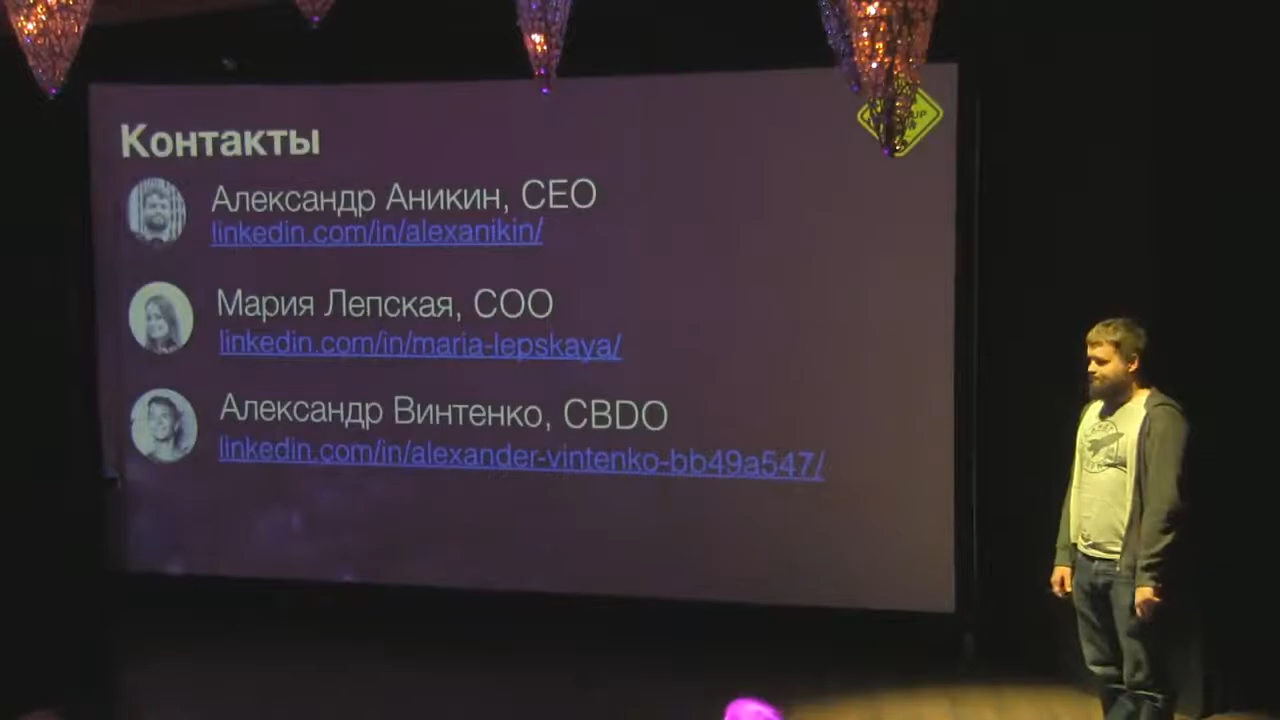 Контакты
Александр Аникин, CEO
linkedin.com/in/alexanikin/
Мария Лепская, COO
linkedin.com/in/maria-lepskaya/
Александр Винтенко, CBDO
linkedin.com/in/alexander-vintenko-bb49a547/